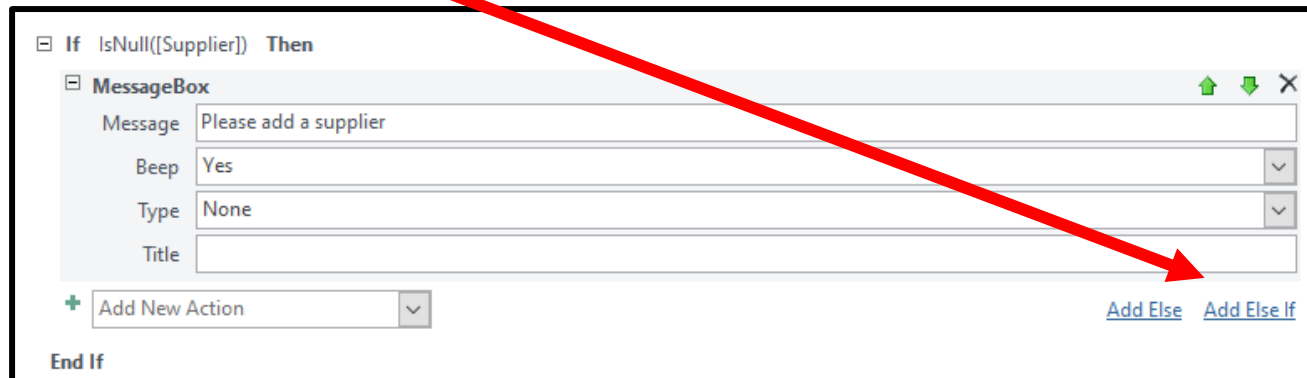 If IsNull([Supplier]) Then
MessageBox
Message Please add a supplier
Beep Yes
Type None
Title
Add New Action Add Else Add Else If
End If